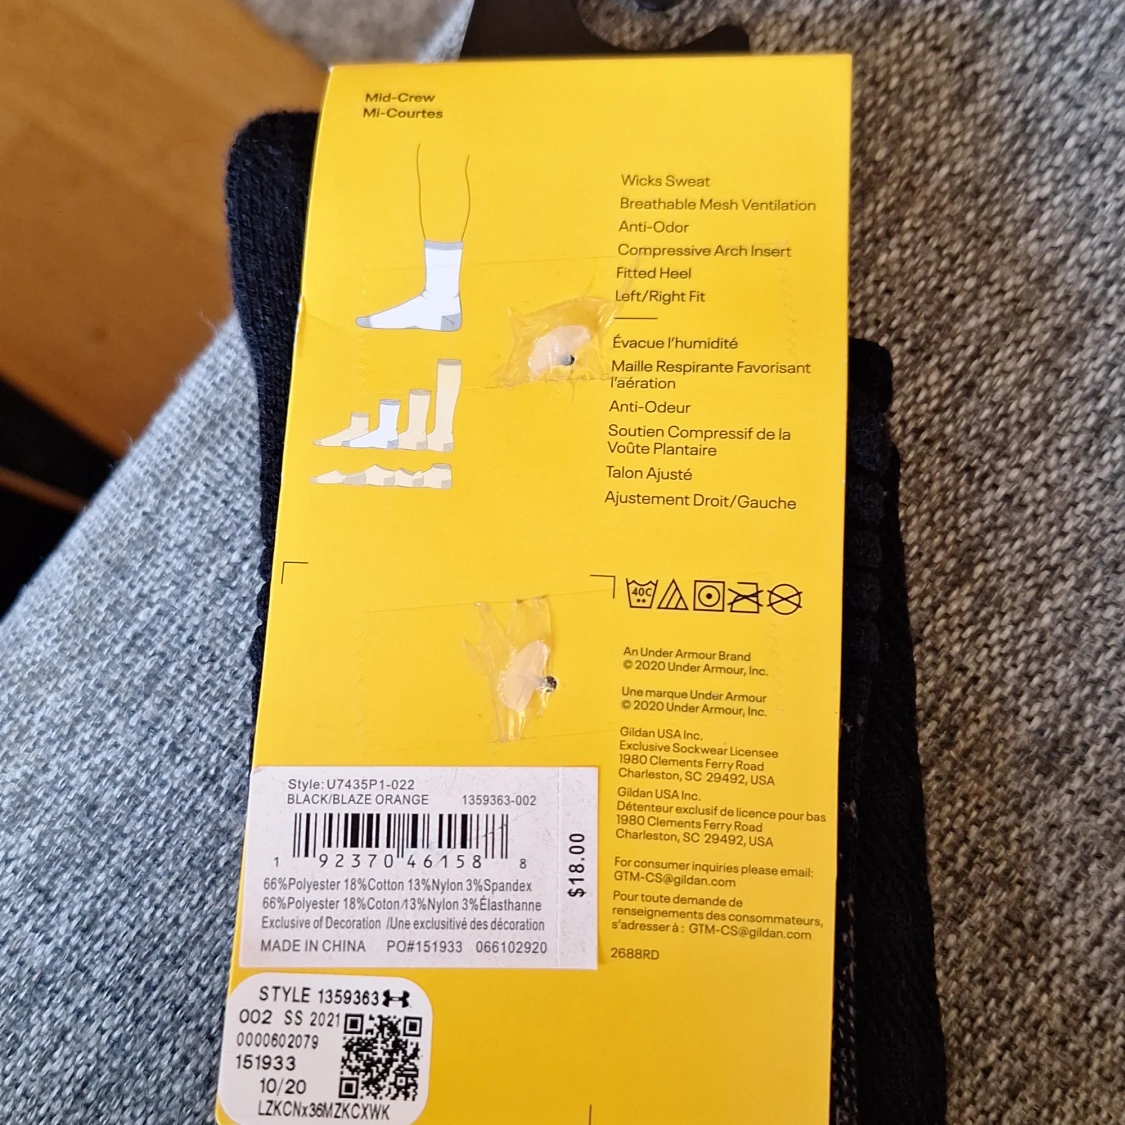 Mid-Crew
Mi-Courtes
Wicks Sweat
Breathable Mesh Ventilation
Anti-Odor
Compressive Arch Insert
Fitted Heel
Left/Right Fit
Évacue l'humidité
Maille Respirante Favorisant
l'aération
Anti-Odeur
Soutien Compressif de la
Voûte Plantaire
Talon Ajusté
Ajustement Droit/Gauche
40C
An Under Armour Brand
© 2020 Under Armour, Inc.
Une marque Under Armour
© 2020 Under Armour, Inc.
Gildan USA Inc.
Exclusive Sockwear Licensee
1980 Clements Ferry Road
Charleston, SC 29492, USA
Gildan USA Inc.
Détenteur exclusif de licence pour bas
1980 Clements Ferry Road
Charleston, SC 29492, USA
For consumer inquiries please email:
GTM-CS@gildan.com
Pour toute demande de
renseignements des consommateurs,
s'adresser à : GTM-CS@gildan.com
2688RD
Style: U7435P1-022
BLACK/BLAZE ORANGE 1359363-002
1 92370 46158 8
$18.00
66%Polyester 18%Cotton 13%Nylon 3%Spandex
66%Polyester 18%Coton/13%Nylon 3%Élasthanne
Exclusive of Decoration /Une exclusitivé des décoration
MADE IN CHINA PO#151933 066102920
STYLE 1359363
002 SS 2021
0000602079
151933
10/20
LZKCNx36MZKCXWK